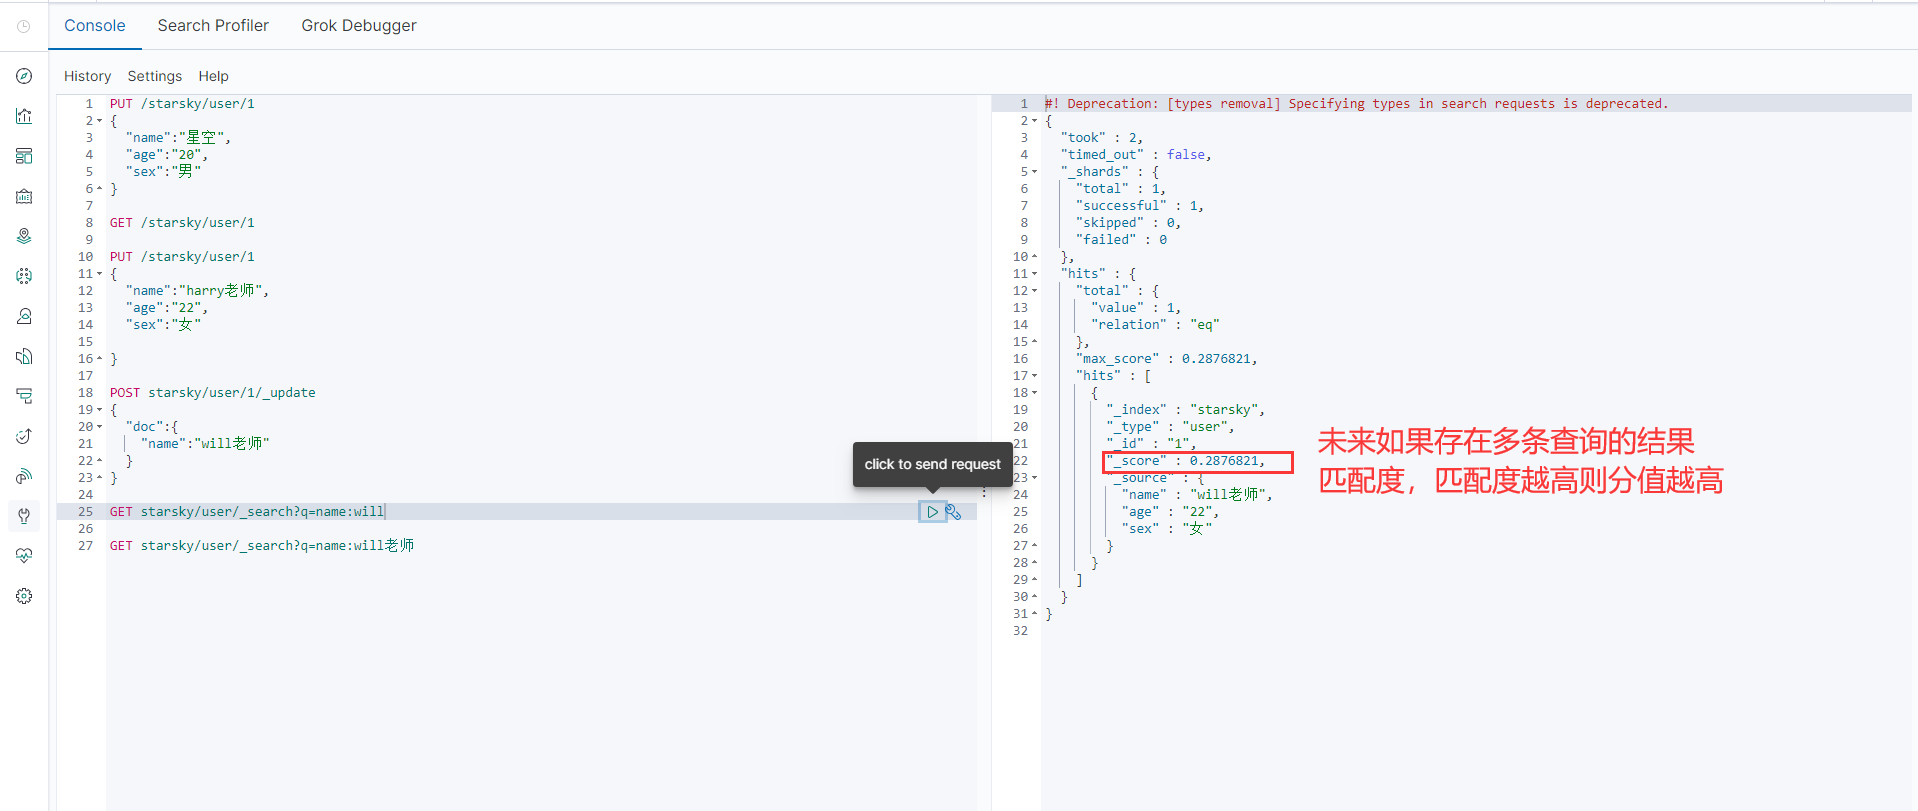 Console Search Profiler Grok Debugger
History Settings Help
1 PUT /starsky/user/1
2 {
3 "name":"星空",
4 "age":"20",
5 "sex":"男"
6 }
7
8 GET /starsky/user/1
9
10 PUT /starsky/user/1
11 {
12 "name":"harry老师",
13 "age":"22",
14 "sex":"女"
15
16 }
17
18 POST starsky/user/1/_update
19 {
20 "doc":{
21 "name":"will老师"
22 }
23 }
24
25 GET starsky/user/_search?q=name:will
26
27 GET starsky/user/_search?q=name:will老师
click to send request
1 #! Deprecation: [types removal] Specifying types in search requests is deprecated.
2 {
3 "took" : 2,
4 "timed_out" : false,
5 "_shards" : {
6 "total" : 1,
7 "successful" : 1,
8 "skipped" : 0,
9 "failed" : 0
10 },
11 "hits" : {
12 "total" : {
13 "value" : 1,
14 "relation" : "eq"
15 },
16 "max_score" : 0.2876821,
17 "hits" : [
18 {
19 "_index" : "starsky",
20 "_type" : "user",
21 "_id" : "1",
22 "_score" : 0.2876821,
23 "_source" : {
24 "name" : "will老师",
25 "age" : "22",
26 "sex" : "女"
27 }
28 }
29 ]
30 }
31 }
32
未来如果存在多条查询的结果
匹配度，匹配度越高则分值越高